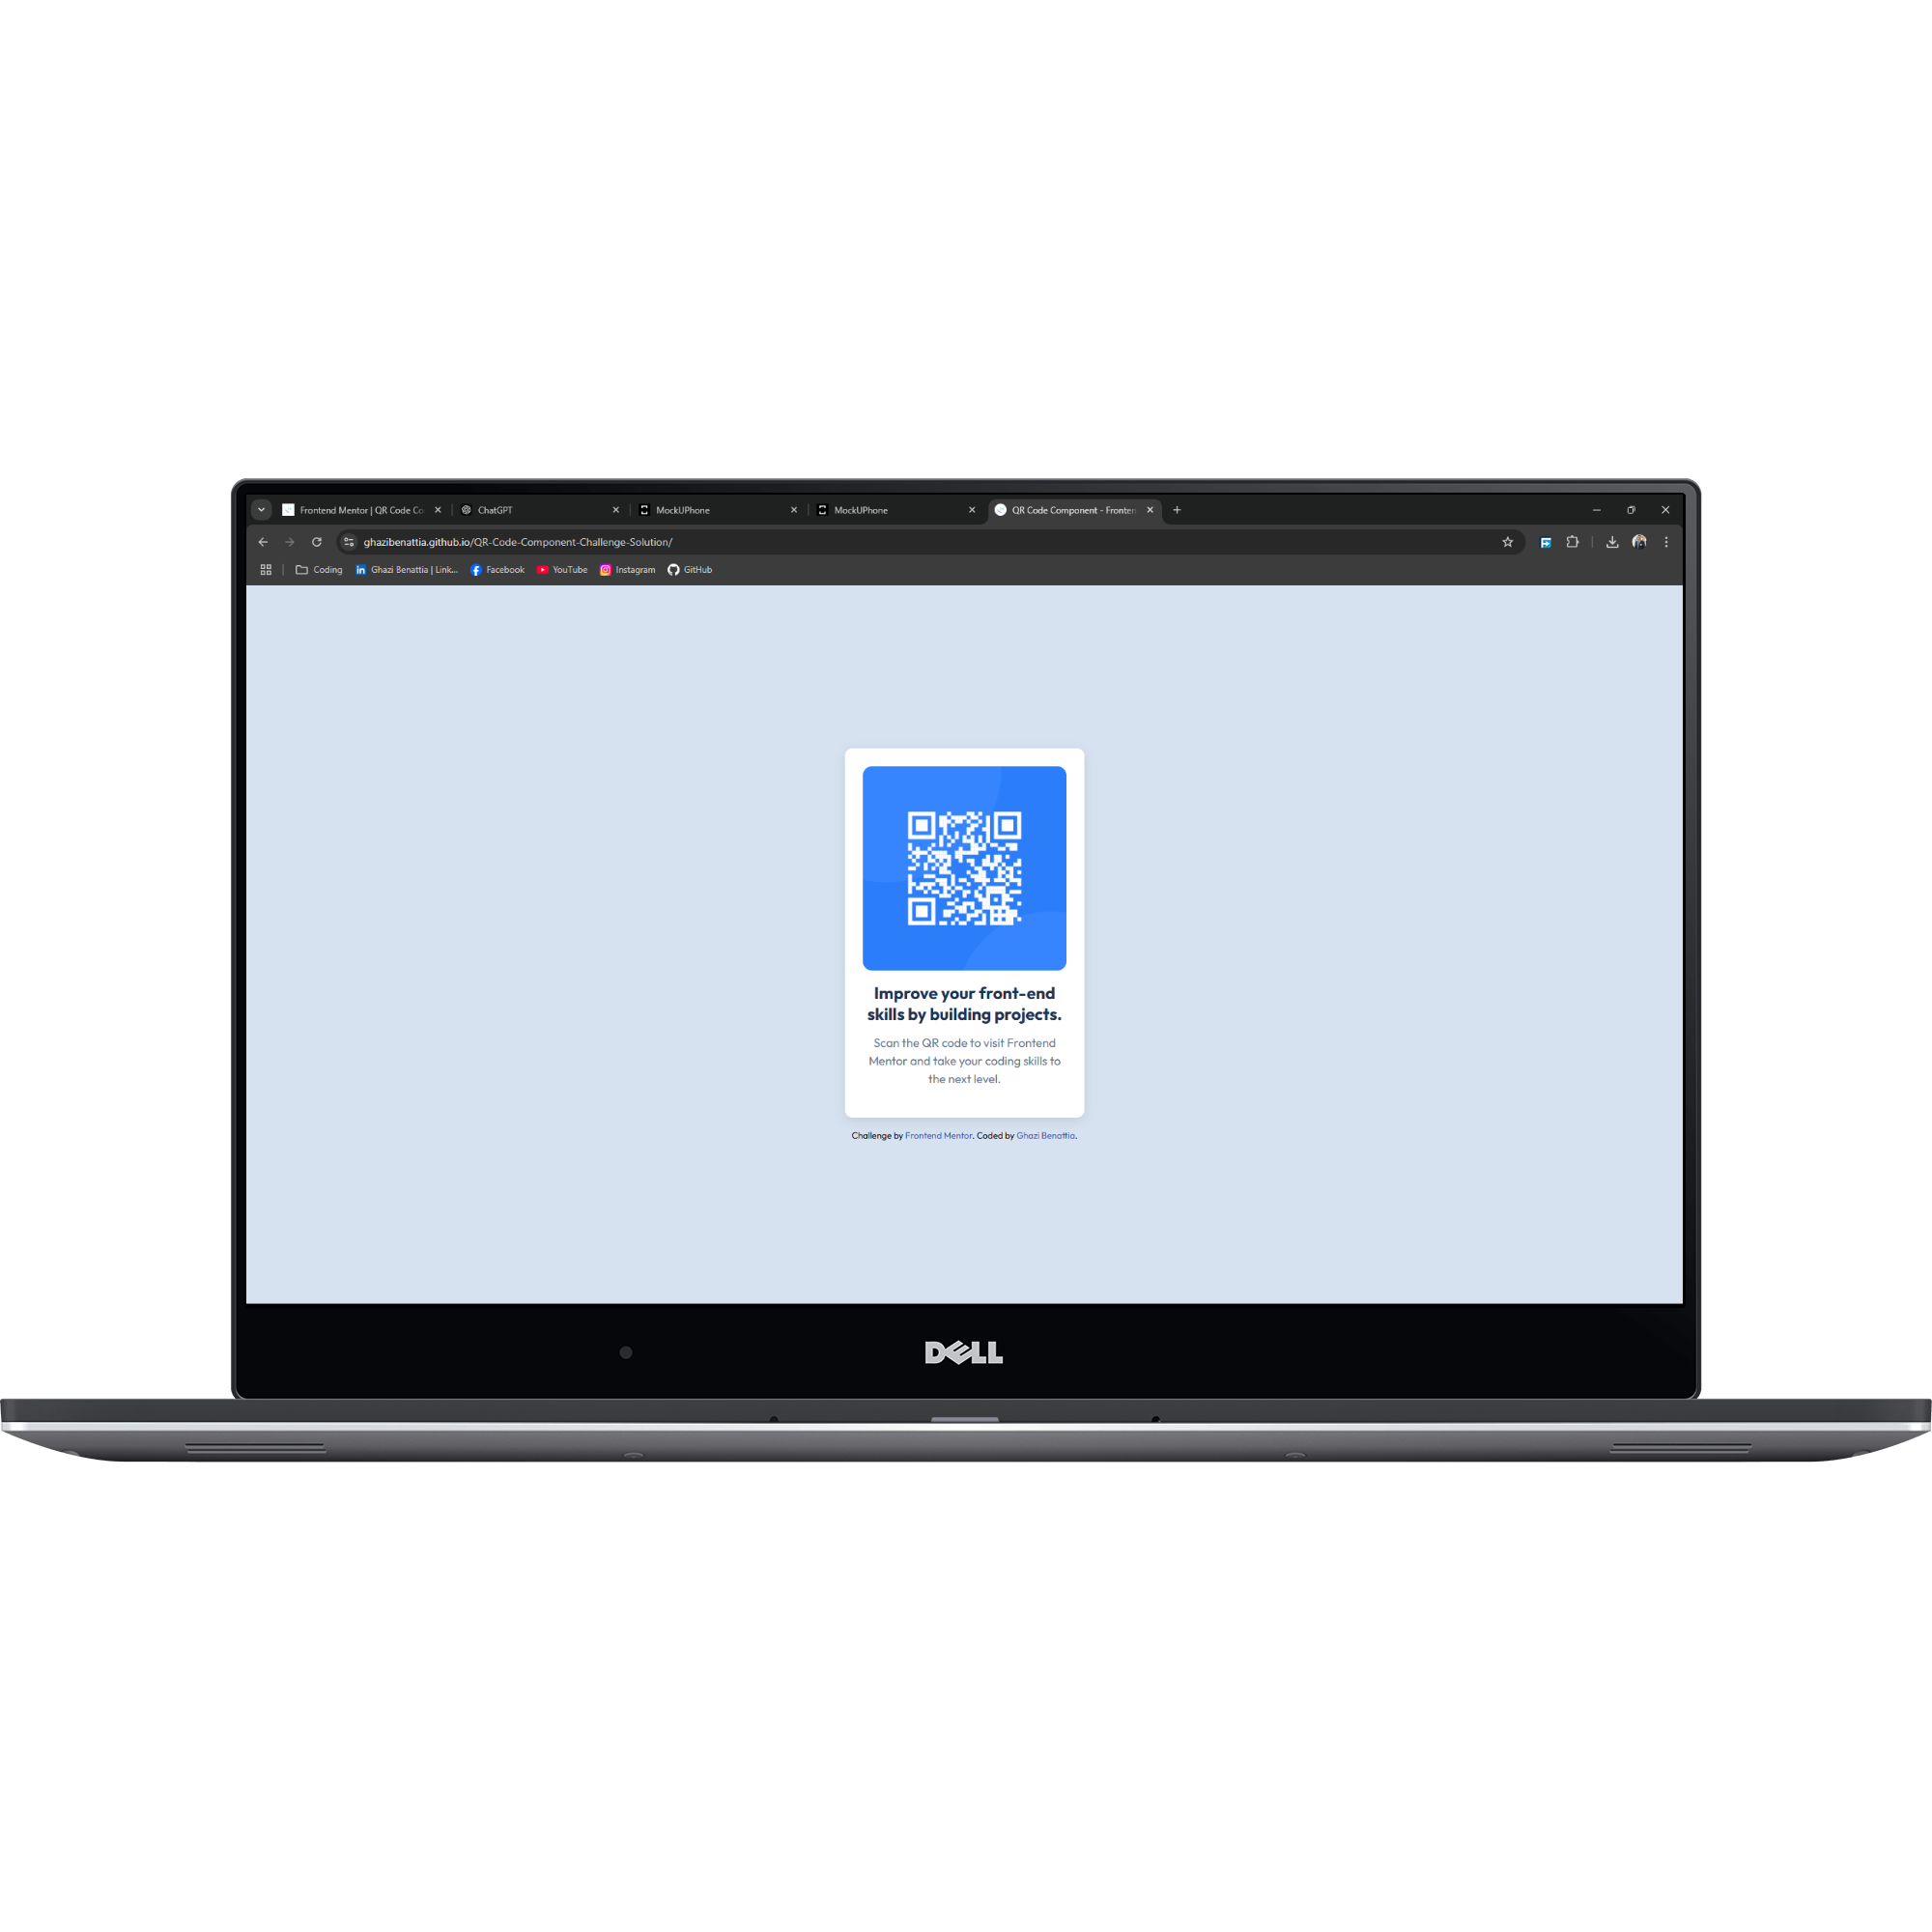 Frontend Mentor | QR Code Co
ChatGPT
MockUPhone
MockUPhone
QR Code Component - Fronten
ghazibenattia.github.io/QR-Code-Component-Challenge-Solution/
Coding
Ghazi Benattia | Link...
Facebook
YouTube
Instagram
GitHub
Improve your front-end
skills by building projects.
Scan the QR code to visit Frontend
Mentor and take your coding skills to
the next level.
Challenge by Frontend Mentor. Coded by Ghazi Benattia.
DELL